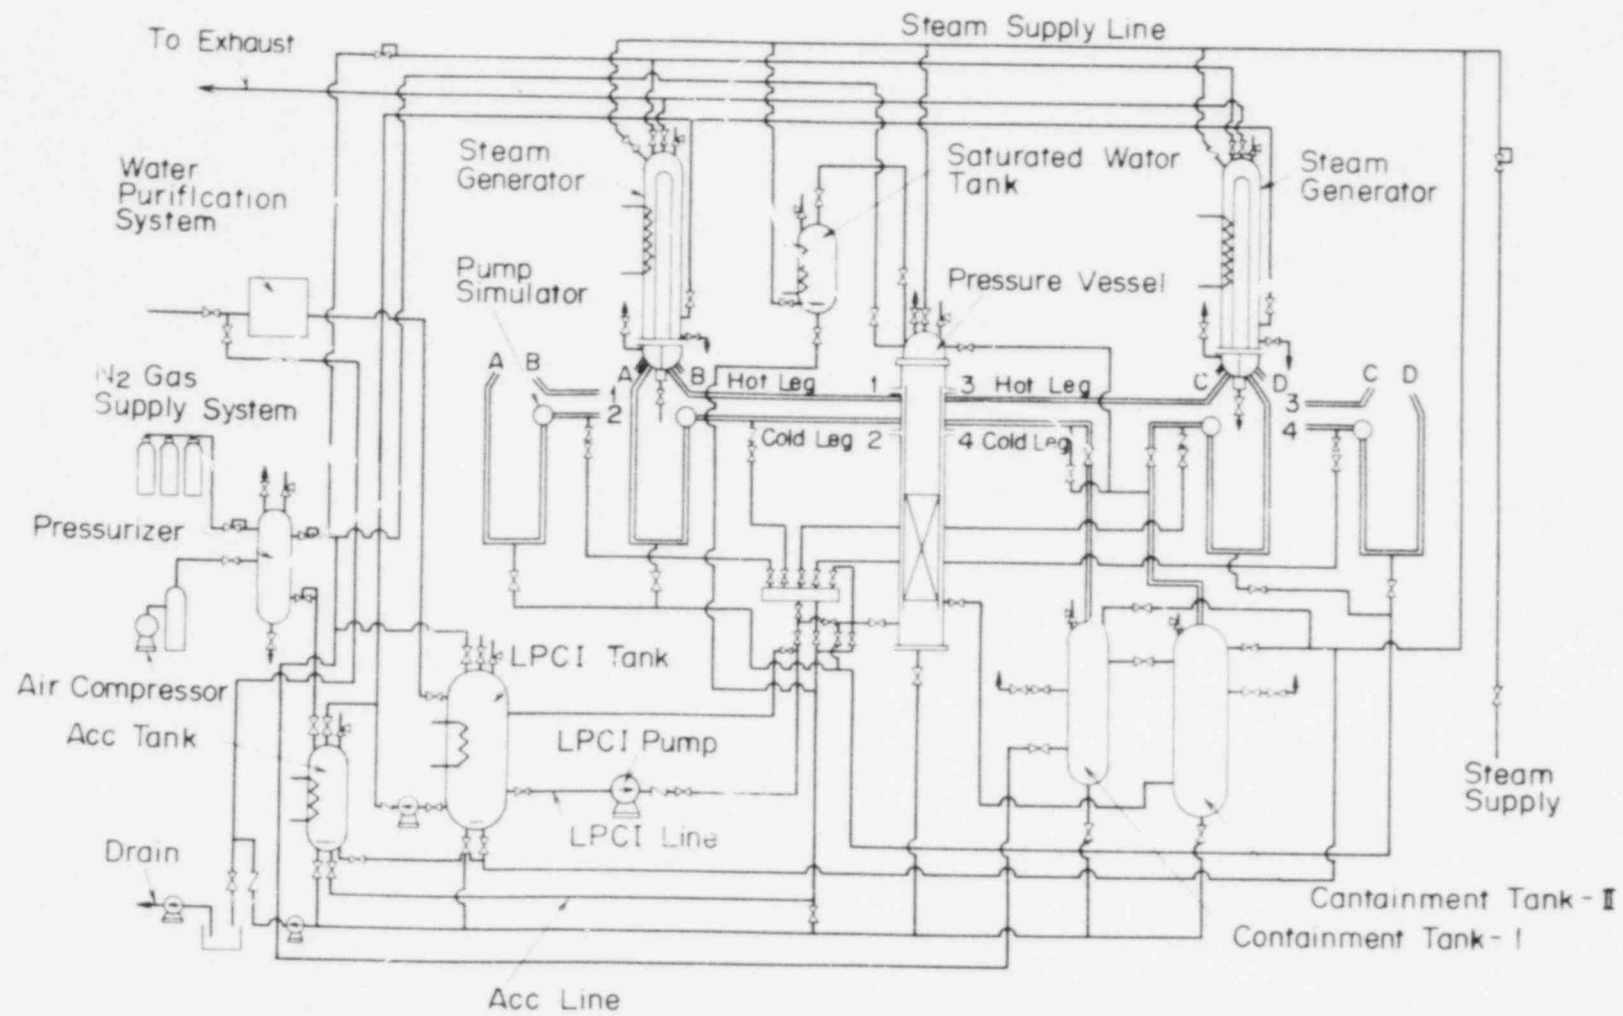 Steam Supply Line
To Exhaust
Steam
Generator
Saturated Wator
Tank
Steam
Generator
Water
Purification
System
Pump
Simulator
Pressure Vessel
A B
A B
Hot Leg 1
3 Hot Leg
C D
C D
1
2
3
4
Cold Leg 2
4 Cold Leg
N2 Gas
Supply System
Pressurizer
Air Compressor
LPCI Tank
Acc Tank
LPCI Pump
LPCI Line
Steam
Supply
Drain
Cantainment Tank-II
Containment Tank-I
Acc Line